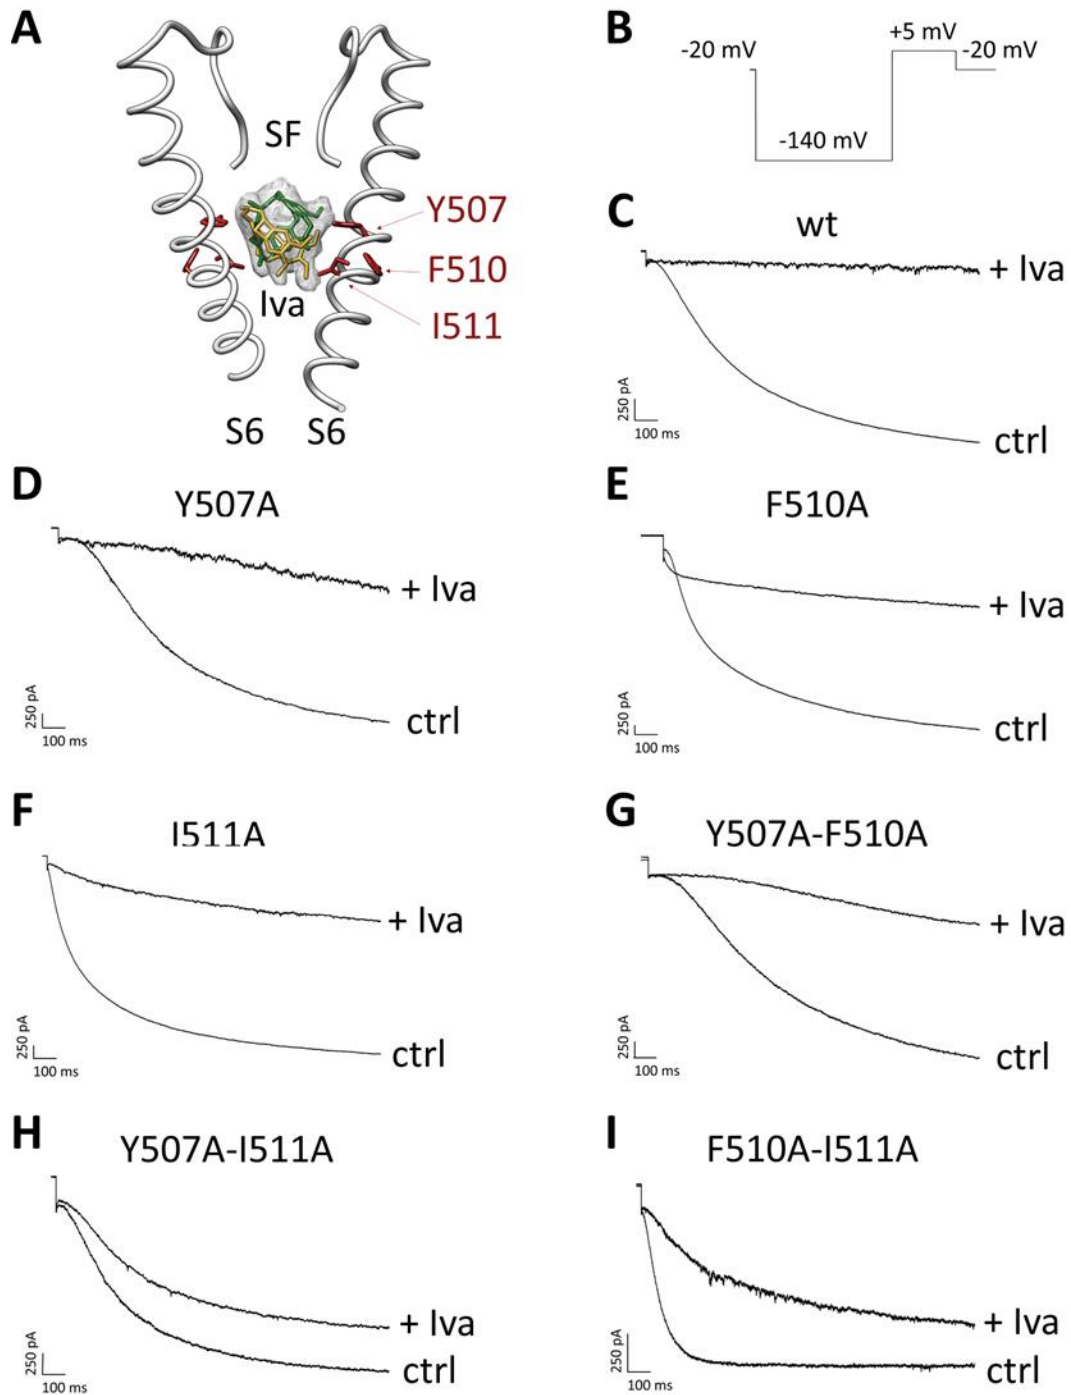 A
SF
Y507
F510
I511
Iva
S6 S6
B
-20 mV
+5 mV
-20 mV
-140 mV
C
wt
+ Iva
ctrl
250 pA
100 ms
D
Y507A
+ Iva
ctrl
250 pA
100 ms
E
F510A
+ Iva
ctrl
250 pA
100 ms
F
I511A
+ Iva
ctrl
250 pA
100 ms
G
Y507A-F510A
+ Iva
ctrl
250 pA
100 ms
H
Y507A-I511A
+ Iva
ctrl
250 pA
100 ms
I
F510A-I511A
+ Iva
ctrl
250 pA
100 ms